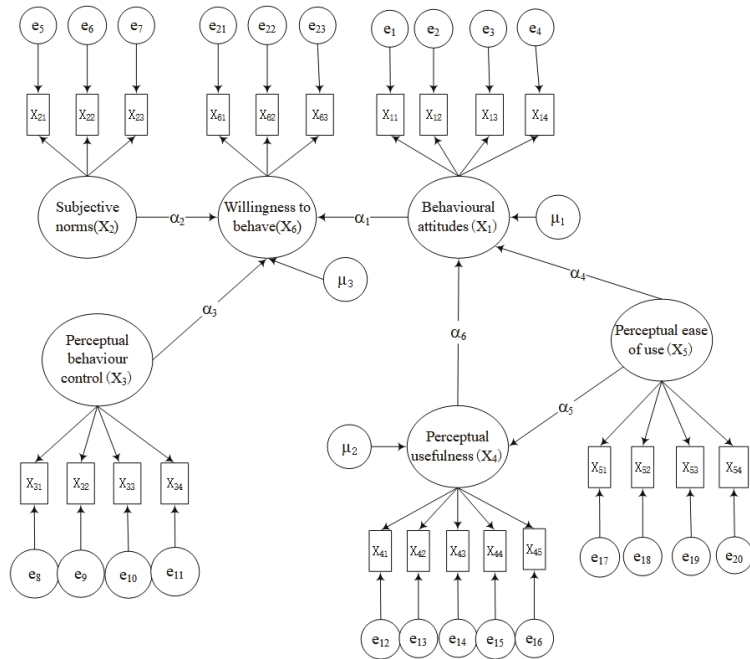 e5 e6 e7 e21 e22 e23 e1 e2 e3 e4
X21 X22 X23 X61 X62 X63 X11 X12 X13 X14
Subjective
norms(X2)
α2
Willingness to
behave(X6)
α1
Behavioural
attitudes (X1)
μ1
μ3
α4
α3
α6
Perceptual
behaviour
control (X3)
Perceptual ease
of use (X5)
α5
μ2
Perceptual
usefulness (X4)
X31 X32 X33 X34
X51 X52 X53 X54
X41 X42 X43 X44 X45
e8 e9 e10 e11
e17 e18 e19 e20
e12 e13 e14 e15 e16